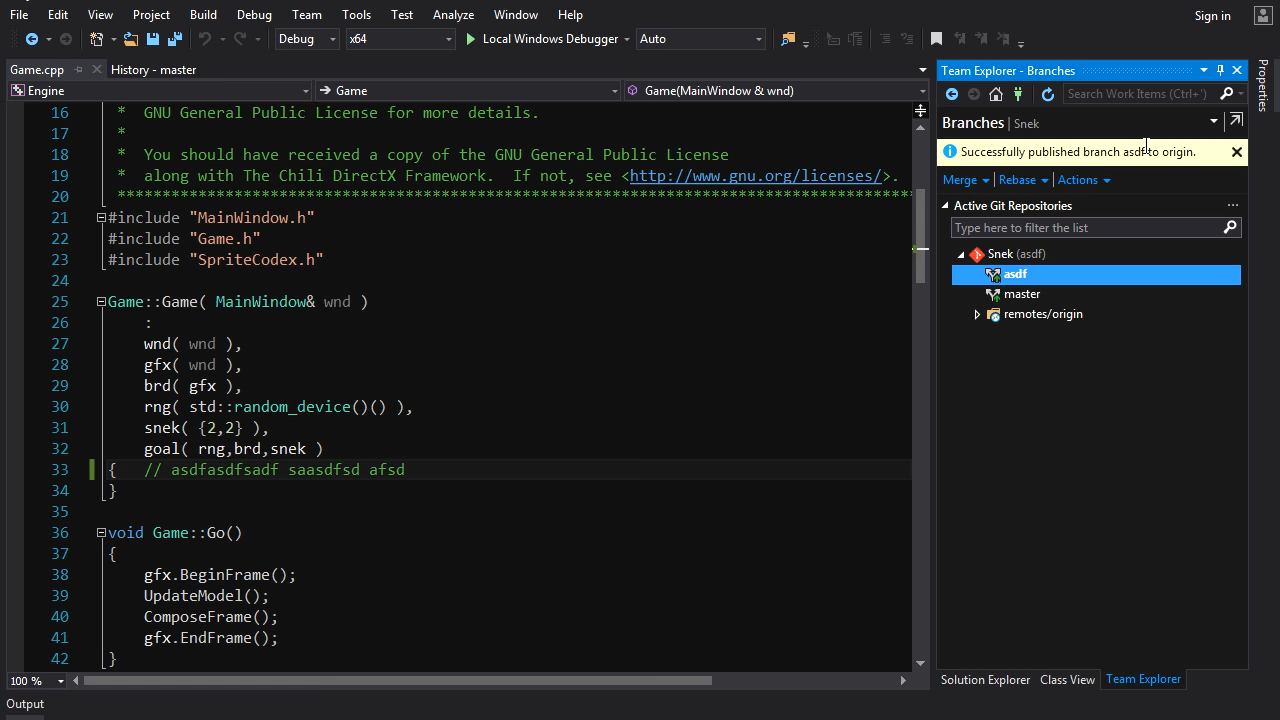 File Edit View Project Build Debug Team Tools Test Analyze Window Help Sign in
Debug x64 Local Windows Debugger Auto
Game.cpp History - master
Engine Game Game(MainWindow & wnd)
16 * GNU General Public License for more details.
17 *
18 * You should have received a copy of the GNU General Public License
19 * along with The Chili DirectX Framework. If not, see <http://www.gnu.org/licenses/>.
20 ******************************************************************************************
21 #include "MainWindow.h"
22 #include "Game.h"
23 #include "SpriteCodex.h"
24
25 Game::Game( MainWindow& wnd )
26 :
27 wnd( wnd ),
28 gfx( wnd ),
29 brd( gfx ),
30 rng( std::random_device()() ),
31 snek( {2,2} ),
32 goal( rng,brd,snek )
33 { // asdfasdfsadf saasdfsd afsd
34 }
35
36 void Game::Go()
37 {
38 gfx.BeginFrame();
39 UpdateModel();
40 ComposeFrame();
41 gfx.EndFrame();
42 }
100 %
Output
Team Explorer - Branches
Search Work Items (Ctrl+')
Branches | Snek
Successfully published branch asdf to origin.
Merge Rebase Actions
Active Git Repositories
Type here to filter the list
Snek (asdf)
asdf
master
remotes/origin
Solution Explorer Class View Team Explorer
Properties